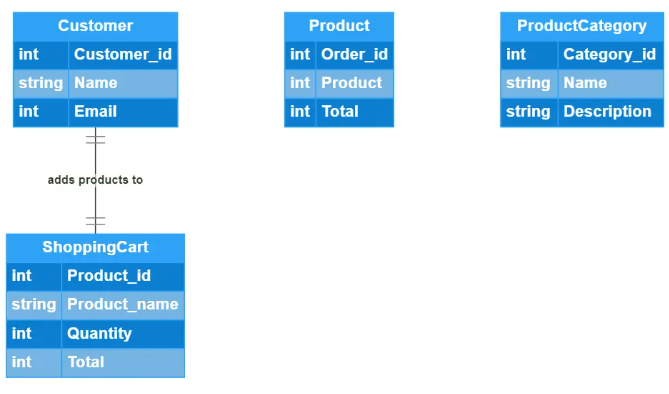 Customer
int Customer_id
string Name
int Email
Product
int Order_id
int Product
int Total
ProductCategory
int Category_id
string Name
string Description
adds products to
ShoppingCart
int Product_id
string Product_name
int Quantity
int Total